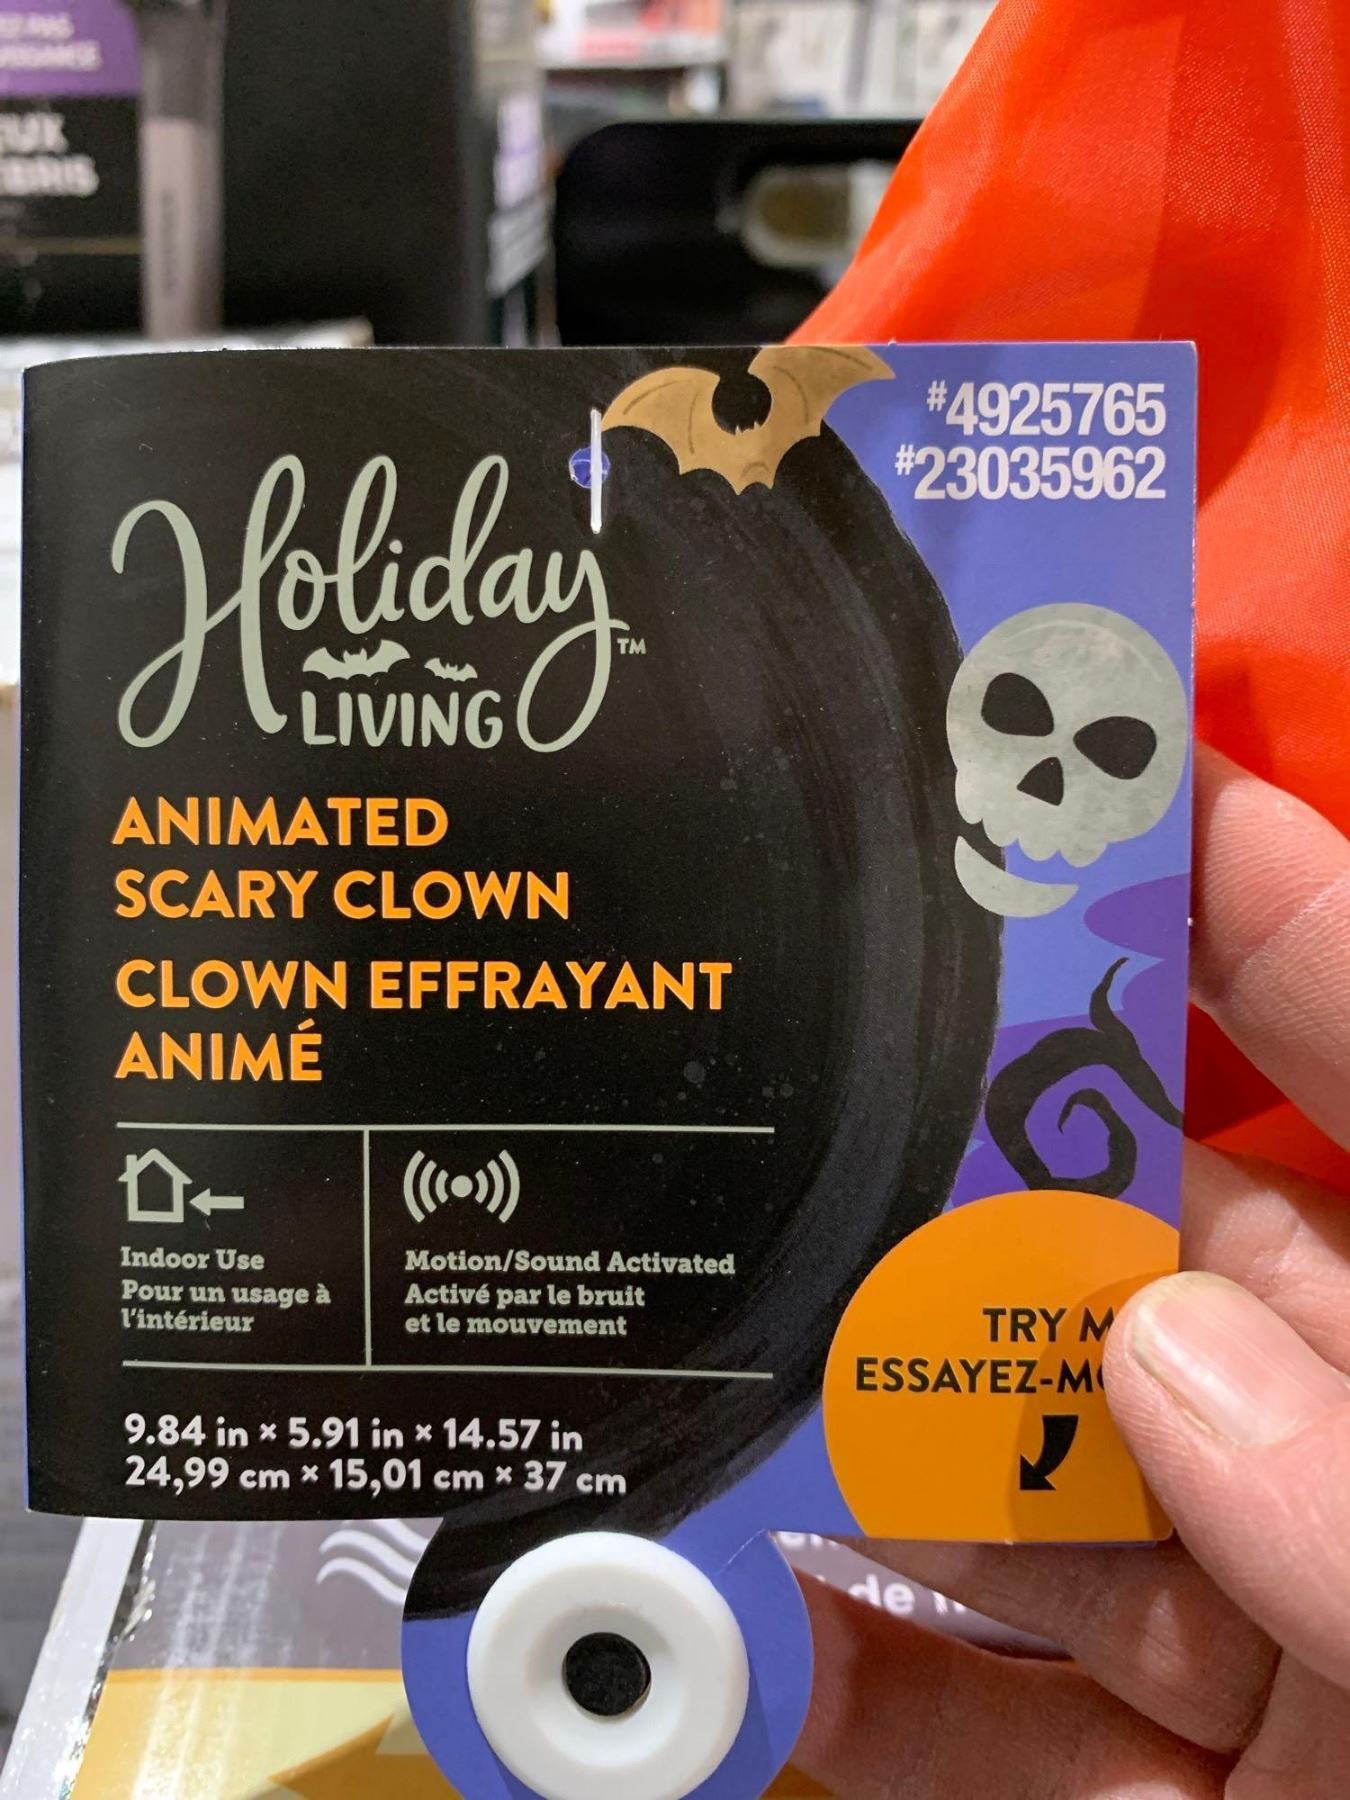 #4925765
#23035962
Holiday™
LIVING
ANIMATED
SCARY CLOWN
CLOWN EFFRAYANT
ANIMÉ
Indoor Use
Pour un usage à
l'intérieur
Motion/Sound Activated
Activé par le bruit
et le mouvement
9.84 in × 5.91 in × 14.57 in
24,99 cm × 15,01 cm × 37 cm
TRY
de